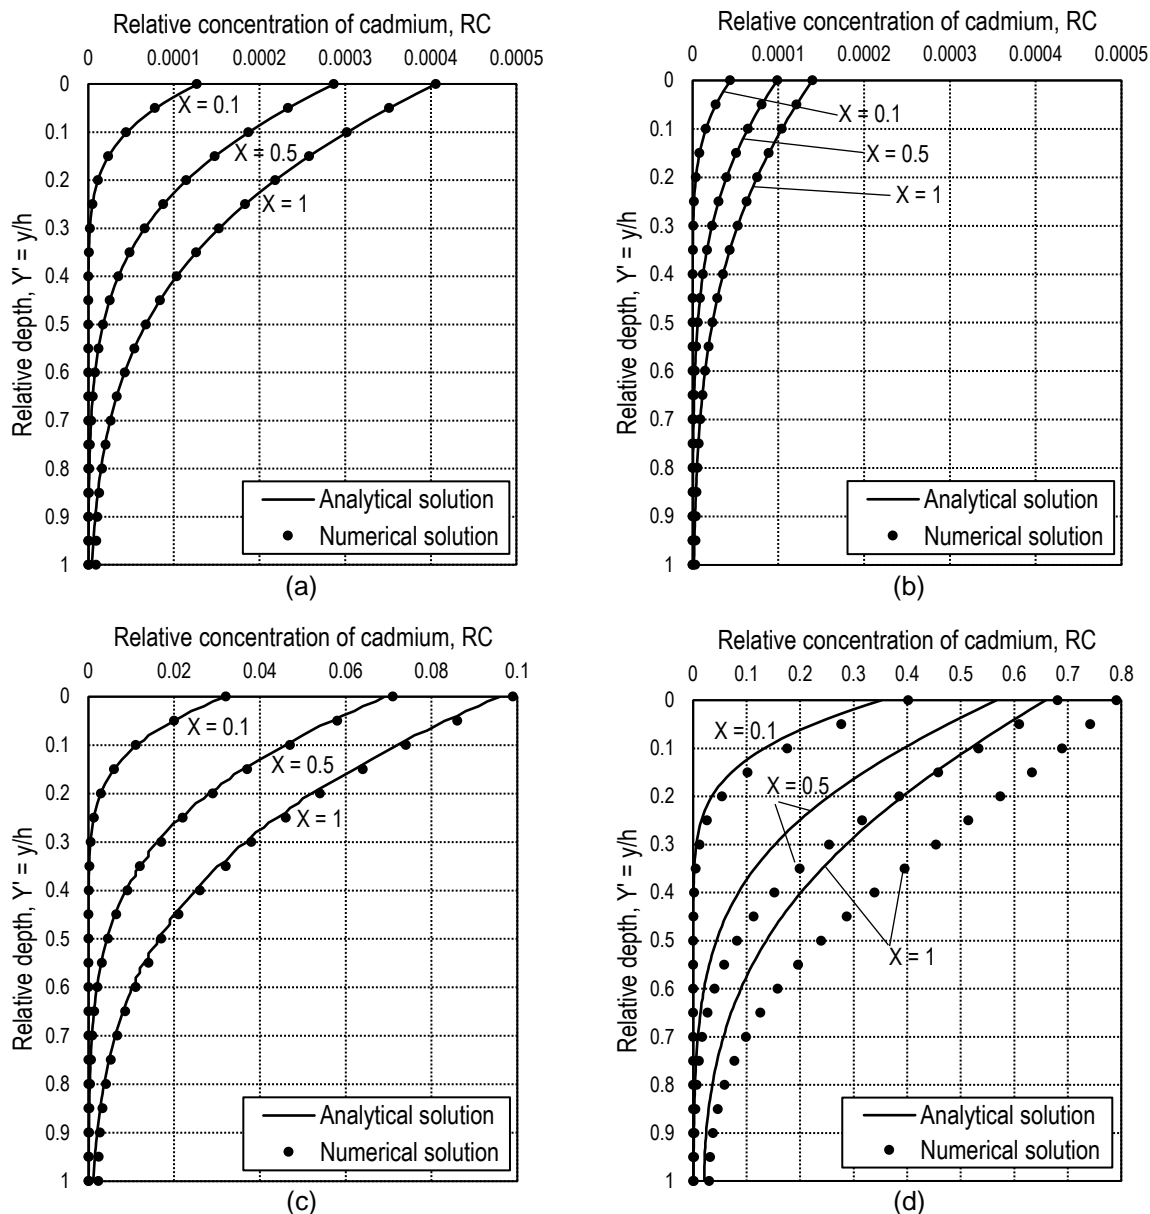 Relative concentration of cadmium, RC
0 0.0001 0.0002 0.0003 0.0004 0.0005
Relative depth, Y' = y/h
0
0.1
0.2
0.3
0.4
0.5
0.6
0.7
0.8
0.9
1
X = 0.1
X = 0.5
X = 1
Analytical solution
Numerical solution
(a)
Relative concentration of cadmium, RC
0 0.0001 0.0002 0.0003 0.0004 0.0005
Relative depth, Y' = y/h
0
0.1
0.2
0.3
0.4
0.5
0.6
0.7
0.8
0.9
1
X = 0.1
X = 0.5
X = 1
Analytical solution
Numerical solution
(b)
Relative concentration of cadmium, RC
0 0.02 0.04 0.06 0.08 0.1
Relative depth, Y' = y/h
0
0.1
0.2
0.3
0.4
0.5
0.6
0.7
0.8
0.9
1
X = 0.1
X = 0.5
X = 1
Analytical solution
Numerical solution
(c)
Relative concentration of cadmium, RC
0 0.1 0.2 0.3 0.4 0.5 0.6 0.7 0.8
Relative depth, Y' = y/h
0
0.1
0.2
0.3
0.4
0.5
0.6
0.7
0.8
0.9
1
X = 0.1
X = 0.5
X = 1
Analytical solution
Numerical solution
(d)